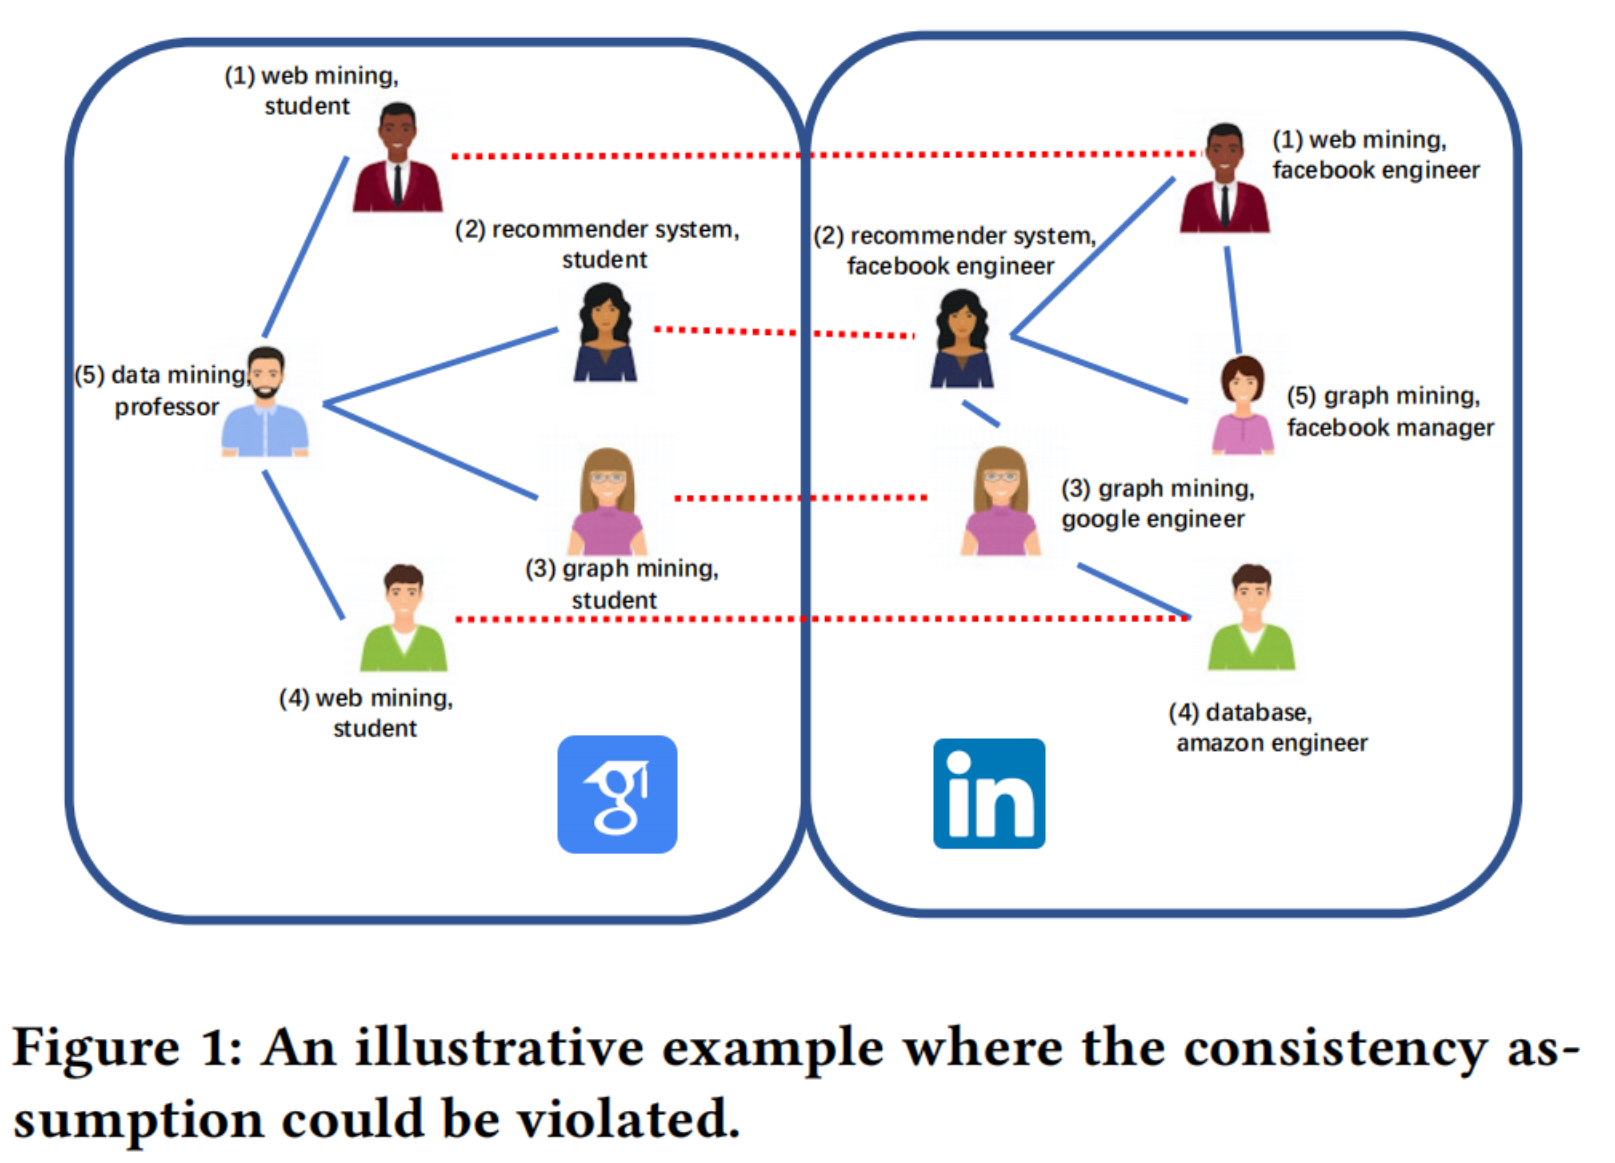 (1) web mining,
student
(2) recommender system,
student
(5) data mining,
professor
(3) graph mining,
student
(4) web mining,
student
(1) web mining,
facebook engineer
(2) recommender system,
facebook engineer
(5) graph mining,
facebook manager
(3) graph mining,
google engineer
(4) database,
amazon engineer
g
in
Figure 1: An illustrative example where the consistency as-
sumption could be violated.